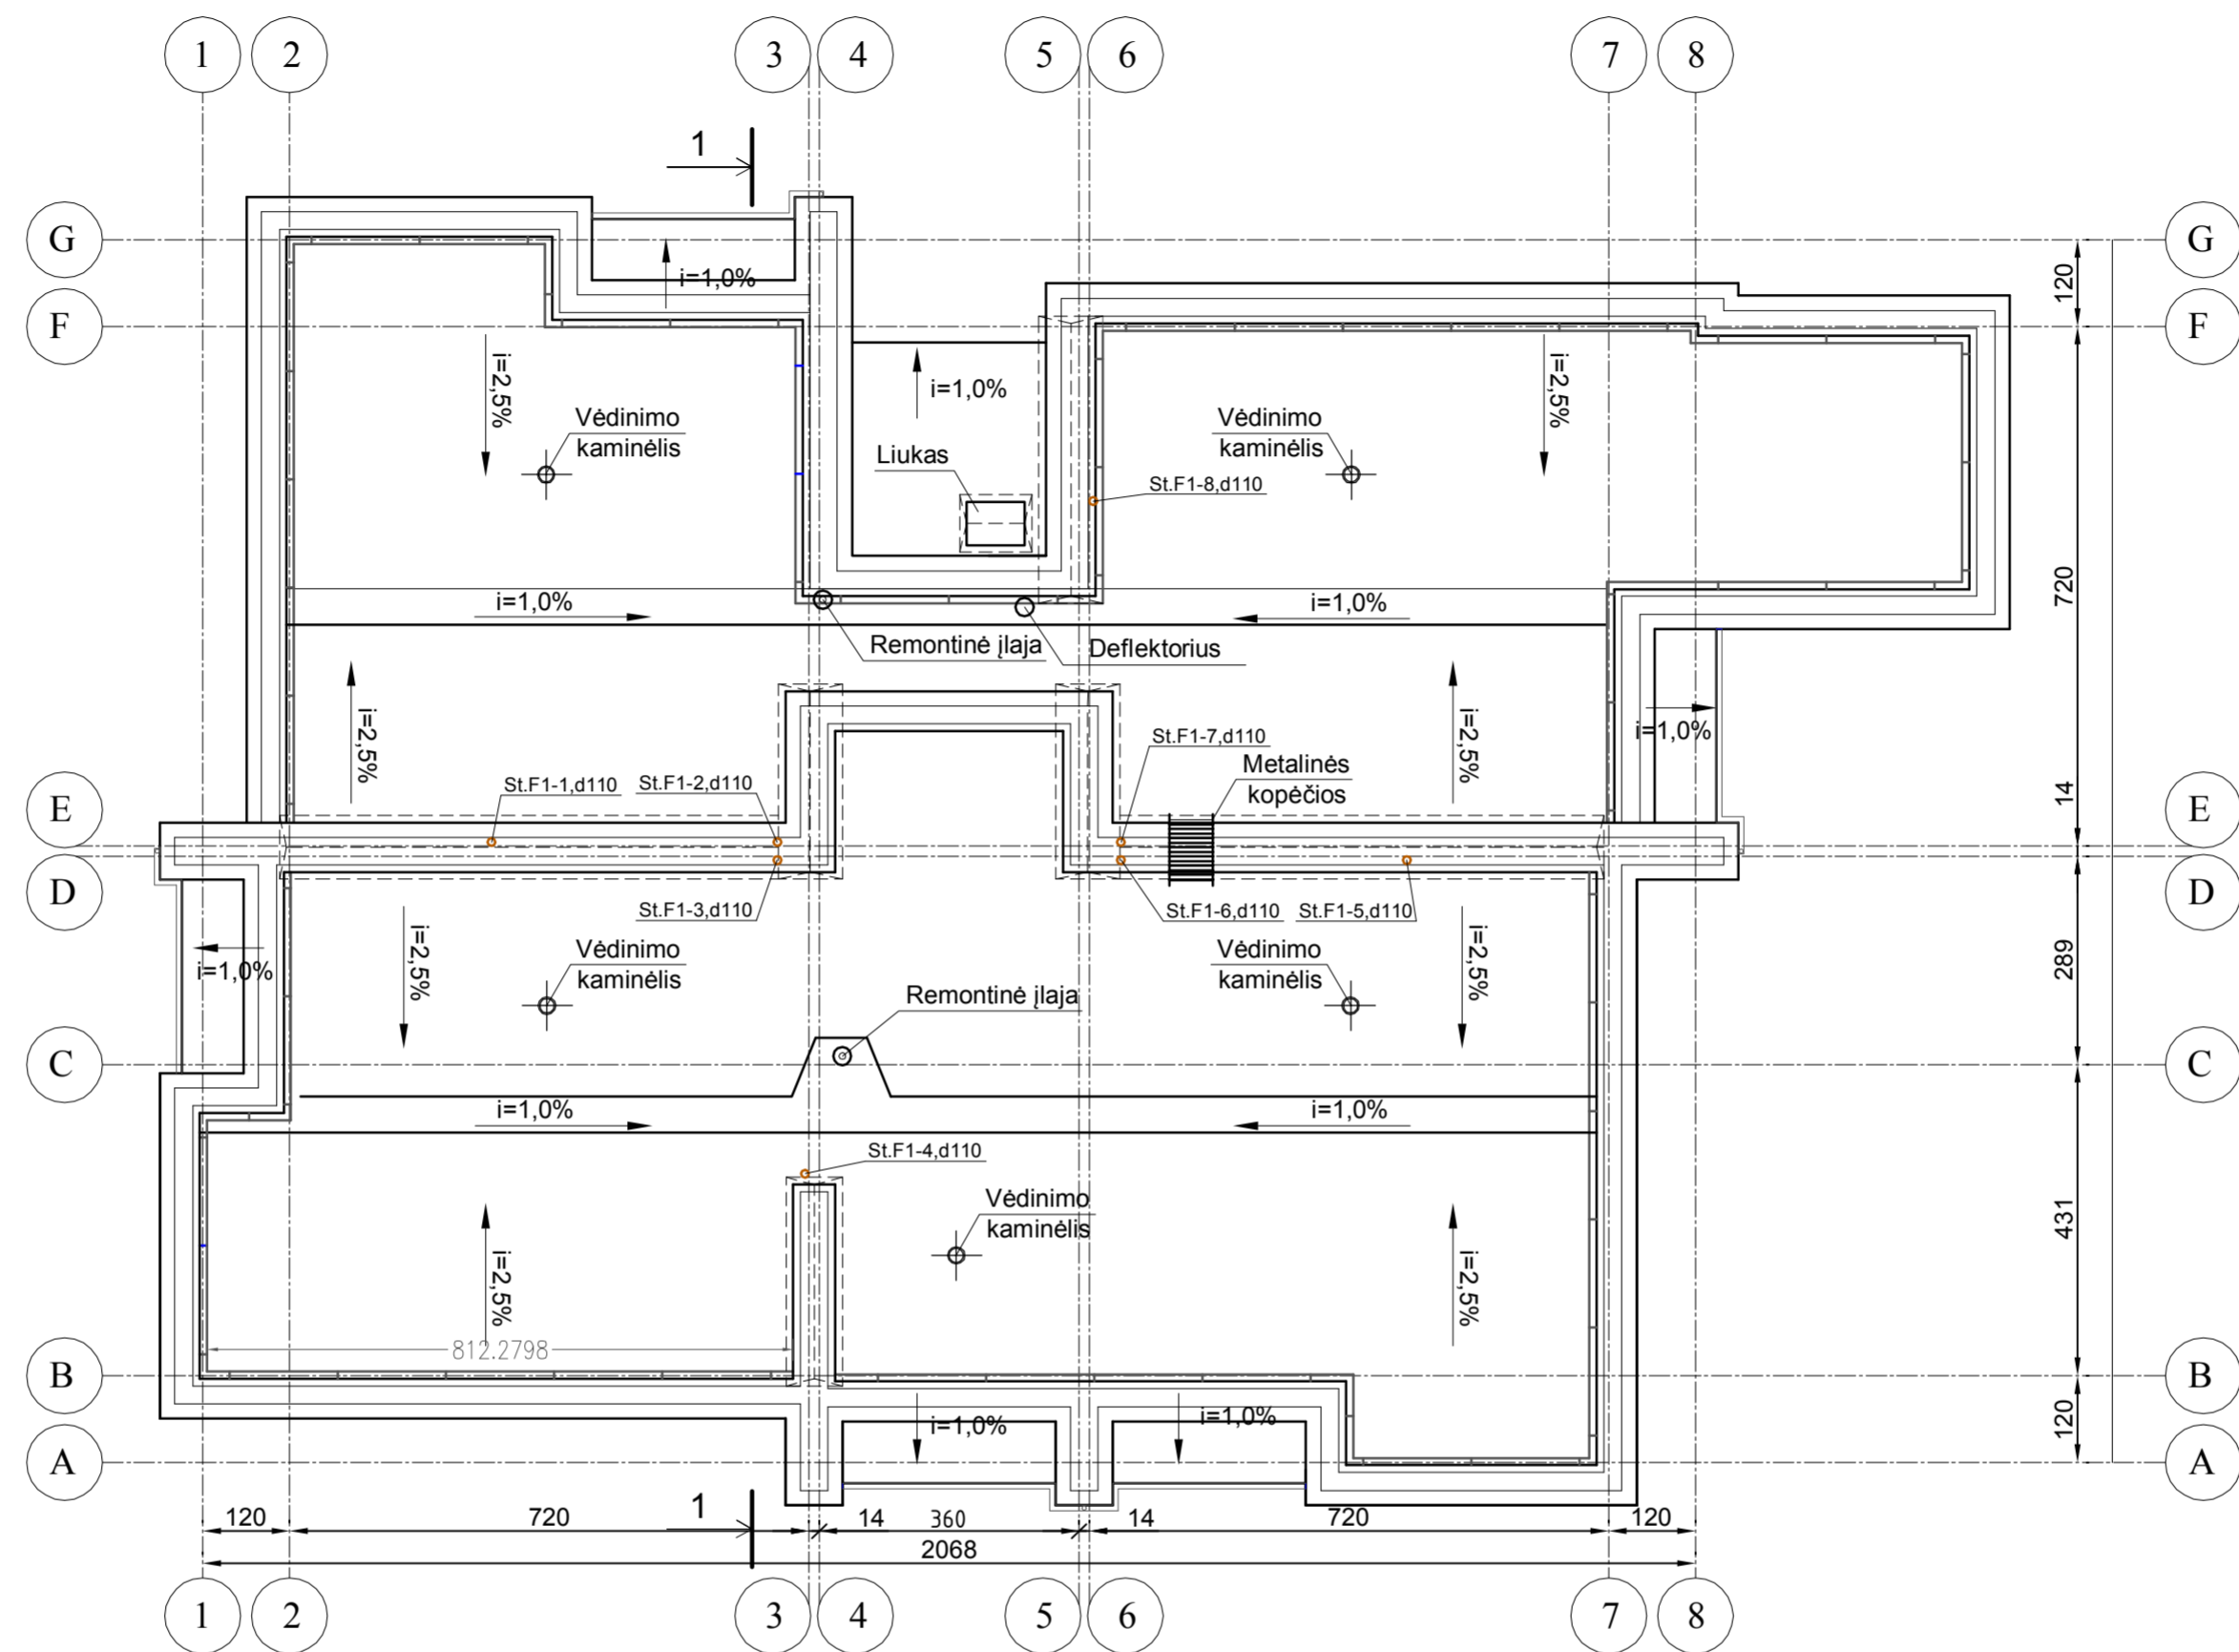 1 2 3 4 5 6 7 8
1
G G
i=1,0%
120
F F
i=2,5% i=2,5%
i=1,0%
Vėdinimo
kaminėlis
Vėdinimo
kaminėlis
Liukas
St.F1-8,d110
720
i=1,0% i=1,0%
Remontinė įlaja Deflektorius
i=2,5% i=2,5%
i=1,0%
St.F1-7,d110
Metalinės
kopėčios
St.F1-1,d110 St.F1-2,d110
14
E E
D D
St.F1-3,d110 St.F1-6,d110 St.F1-5,d110
i=2,5% i=2,5%
i=1,0%
Vėdinimo
kaminėlis
Vėdinimo
kaminėlis
289
Remontinė įlaja
C C
i=1,0% i=1,0%
St.F1-4,d110
Vėdinimo
kaminėlis
431
i=2,5% i=2,5%
812.2798
B B
i=1,0% i=1,0%
120
A A
1
120 720 14 360 14 720 120
2068
1 2 3 4 5 6 7 8